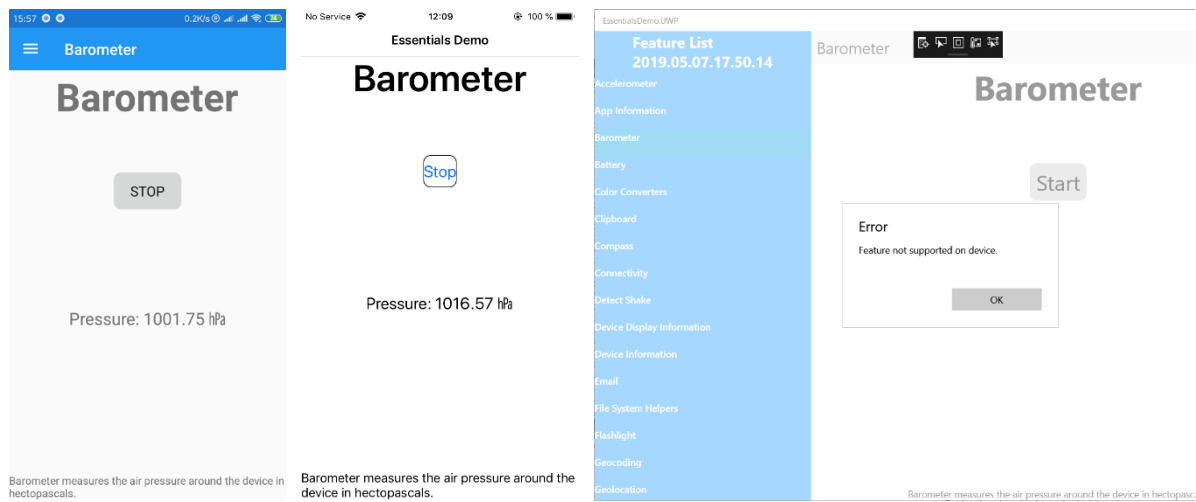 15:57
0.2K/s
Barometer
Barometer
STOP
Pressure: 1001.75 hPa
Barometer measures the air pressure around the device in
hectopascals.
No Service
12:09
100 %
Essentials Demo
Barometer
Stop
Pressure: 1016.57 hPa
Barometer measures the air pressure around the
device in hectopascals.
EssentialsDemo.UWP
Feature List
2019.05.07.17.50.14
Accelerometer
App Information
Barometer
Battery
Color Converters
Clipboard
Compass
Connectivity
Detect Shake
Device Display Information
Device Information
Email
File System Helpers
Flashlight
Geocoding
Geolocation
Barometer
Barometer
Start
Error
Feature not supported on device.
OK
Barometer measures the air pressure around the device in hectopasc